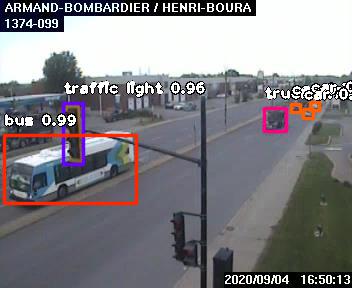 ARMAND-BOMBARDIER / HENRI-BOURA
1374-099
traffic light 0.96
bus 0.99
2020/09/04 16:50:13